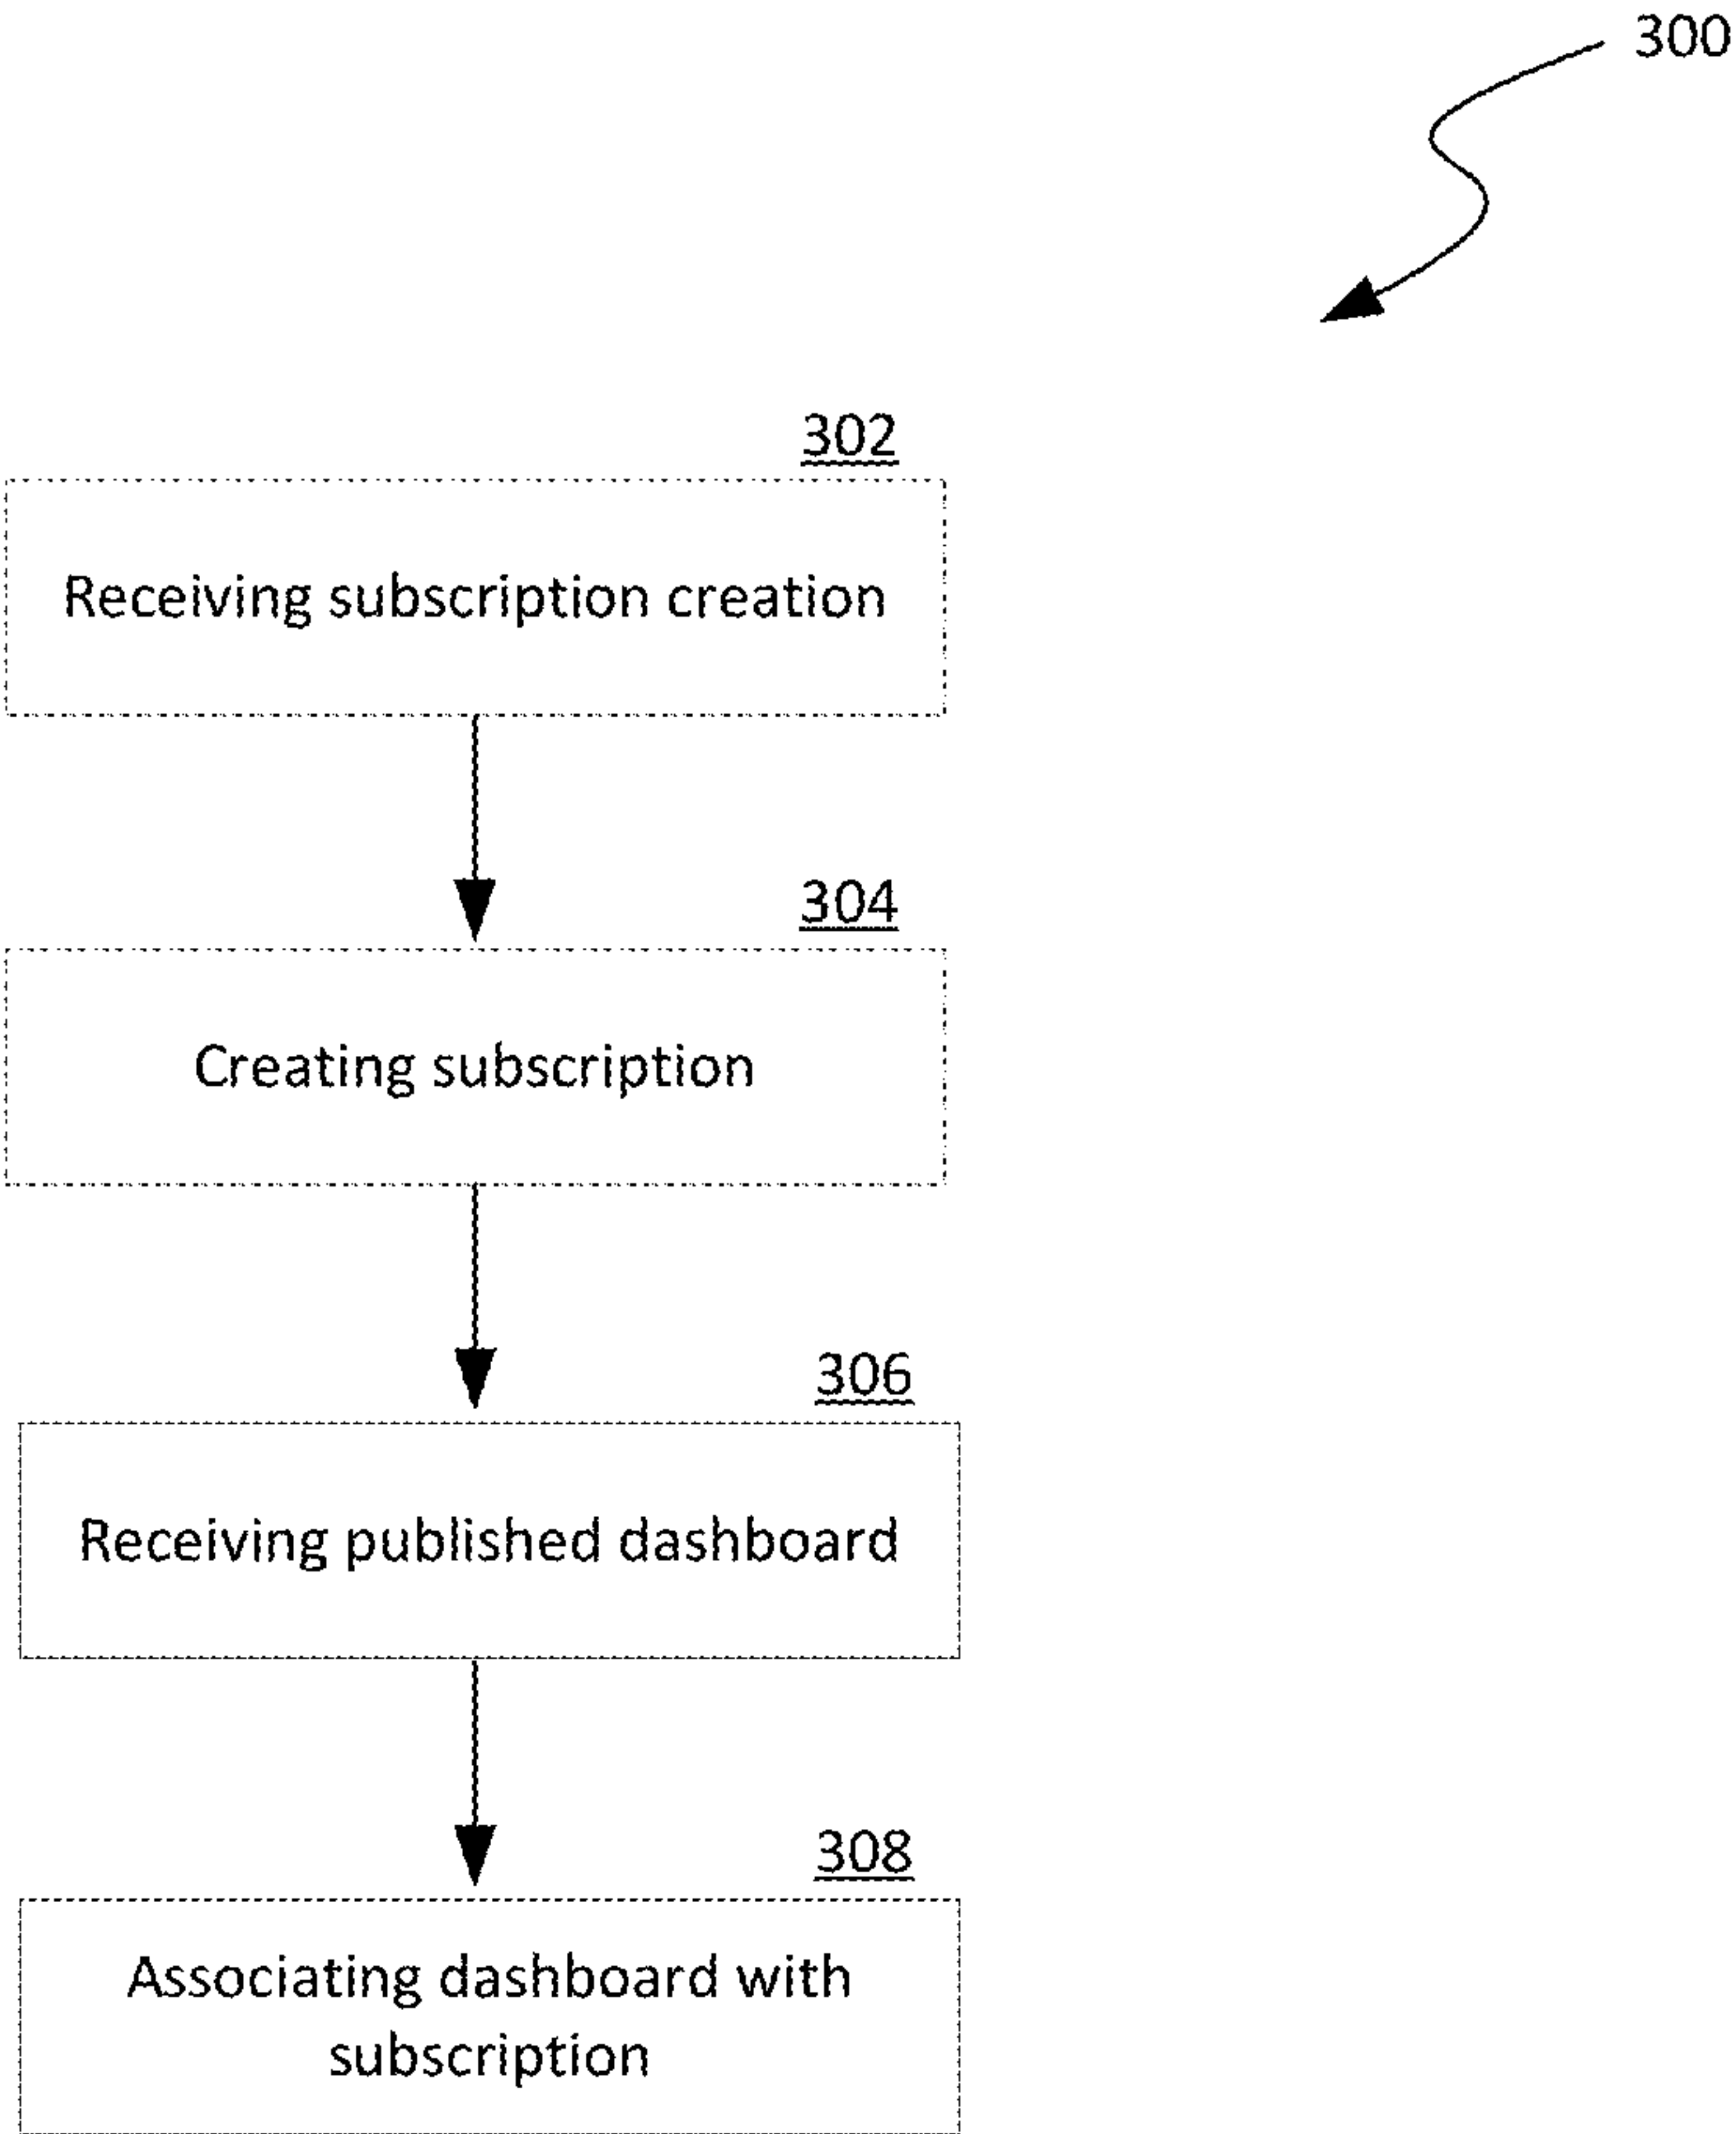 300
302
Receiving subscription creation
304
Creating subscription
306
Receiving published dashboard
308
Associating dashboard with
subscription